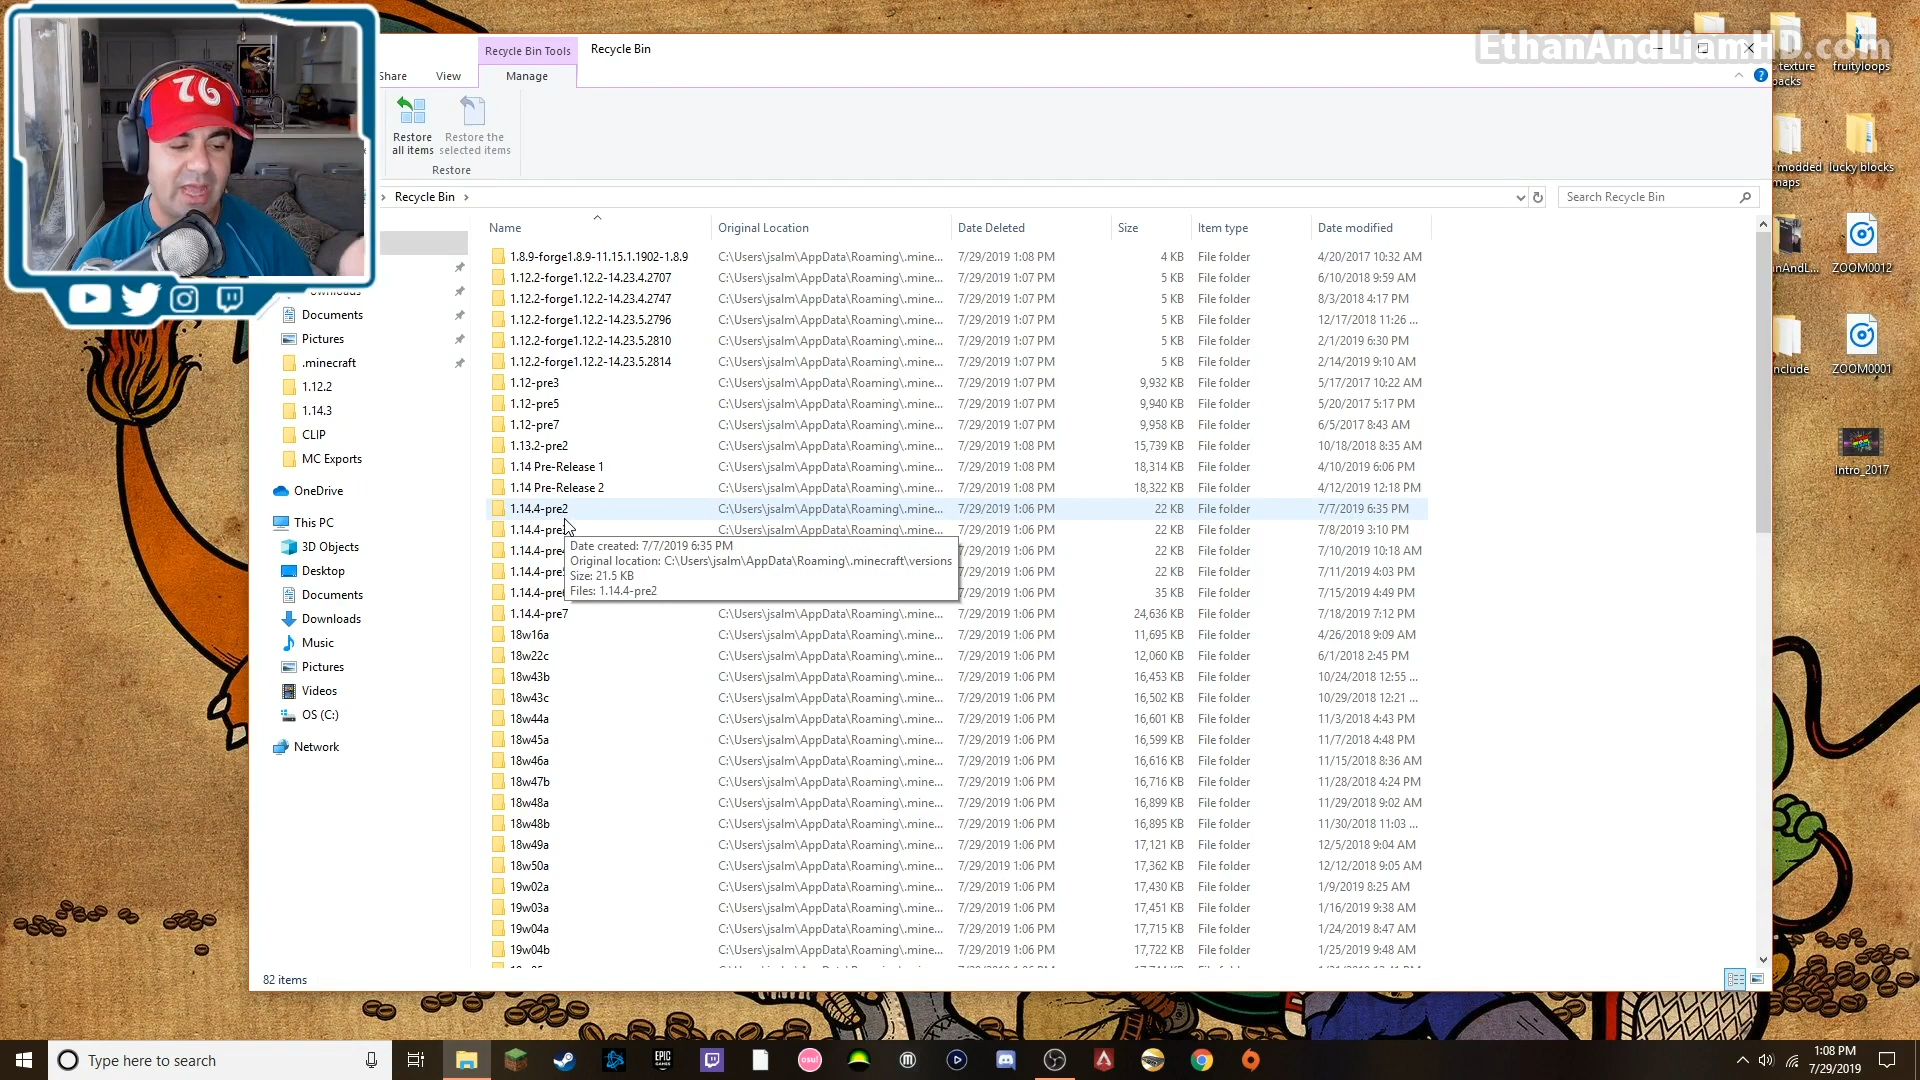 EthanAndLiamHD.com
76
Recycle Bin Tools
Recycle Bin
Share
View
Manage
Restore all items
Restore the selected items
Restore
Recycle Bin
Search Recycle Bin
Name
Original Location
Date Deleted
Size
Item type
Date modified
1.8.9-forge1.8.9-11.15.1.1902-1.8.9 C:\Users\jsalm\AppData\Roaming\.mine... 7/29/2019 1:08 PM 4 KB File folder 4/20/2017 10:32 AM
1.12.2-forge1.12.2-14.23.4.2707 C:\Users\jsalm\AppData\Roaming\.mine... 7/29/2019 1:07 PM 5 KB File folder 6/10/2018 9:59 AM
1.12.2-forge1.12.2-14.23.4.2747 C:\Users\jsalm\AppData\Roaming\.mine... 7/29/2019 1:07 PM 5 KB File folder 8/3/2018 4:17 PM
1.12.2-forge1.12.2-14.23.5.2796 C:\Users\jsalm\AppData\Roaming\.mine... 7/29/2019 1:07 PM 5 KB File folder 12/17/2018 11:26 ...
1.12.2-forge1.12.2-14.23.5.2810 C:\Users\jsalm\AppData\Roaming\.mine... 7/29/2019 1:07 PM 5 KB File folder 2/1/2019 6:30 PM
1.12.2-forge1.12.2-14.23.5.2814 C:\Users\jsalm\AppData\Roaming\.mine... 7/29/2019 1:07 PM 5 KB File folder 2/14/2019 9:10 AM
1.12-pre3 C:\Users\jsalm\AppData\Roaming\.mine... 7/29/2019 1:07 PM 9,932 KB File folder 5/17/2017 10:22 AM
1.12-pre5 C:\Users\jsalm\AppData\Roaming\.mine... 7/29/2019 1:07 PM 9,940 KB File folder 5/20/2017 5:17 PM
1.12-pre7 C:\Users\jsalm\AppData\Roaming\.mine... 7/29/2019 1:07 PM 9,958 KB File folder 6/5/2017 8:43 AM
1.13.2-pre2 C:\Users\jsalm\AppData\Roaming\.mine... 7/29/2019 1:08 PM 15,739 KB File folder 10/18/2018 8:35 AM
1.14 Pre-Release 1 C:\Users\jsalm\AppData\Roaming\.mine... 7/29/2019 1:08 PM 18,314 KB File folder 4/10/2019 6:06 PM
1.14 Pre-Release 2 C:\Users\jsalm\AppData\Roaming\.mine... 7/29/2019 1:08 PM 18,322 KB File folder 4/12/2019 12:18 PM
1.14.4-pre2 C:\Users\jsalm\AppData\Roaming\.mine... 7/29/2019 1:06 PM 22 KB File folder 7/7/2019 6:35 PM
1.14.4-pre C:\Users\jsalm\AppData\Roaming\.mine... 7/29/2019 1:06 PM 22 KB File folder 7/8/2019 3:10 PM
1.14.4-pre 7/29/2019 1:06 PM 22 KB File folder 7/10/2019 10:18 AM
1.14.4-pre 7/29/2019 1:06 PM 22 KB File folder 7/11/2019 4:03 PM
1.14.4-pre 7/29/2019 1:06 PM 35 KB File folder 7/15/2019 4:49 PM
Date created: 7/7/2019 6:35 PM
Original location: C:\Users\jsalm\AppData\Roaming\.minecraft\versions
Size: 21.5 KB
Files: 1.14.4-pre2
1.14.4-pre7 C:\Users\jsalm\AppData\Roaming\.mine... 7/29/2019 1:06 PM 24,636 KB File folder 7/18/2019 7:12 PM
18w16a C:\Users\jsalm\AppData\Roaming\.mine... 7/29/2019 1:06 PM 11,695 KB File folder 4/26/2018 9:09 AM
18w22c C:\Users\jsalm\AppData\Roaming\.mine... 7/29/2019 1:06 PM 12,060 KB File folder 6/1/2018 2:45 PM
18w43b C:\Users\jsalm\AppData\Roaming\.mine... 7/29/2019 1:06 PM 16,453 KB File folder 10/24/2018 12:55 ...
18w43c C:\Users\jsalm\AppData\Roaming\.mine... 7/29/2019 1:06 PM 16,502 KB File folder 10/29/2018 12:21 ...
18w44a C:\Users\jsalm\AppData\Roaming\.mine... 7/29/2019 1:06 PM 16,601 KB File folder 11/3/2018 4:43 PM
18w45a C:\Users\jsalm\AppData\Roaming\.mine... 7/29/2019 1:06 PM 16,599 KB File folder 11/7/2018 4:48 PM
18w46a C:\Users\jsalm\AppData\Roaming\.mine... 7/29/2019 1:06 PM 16,616 KB File folder 11/15/2018 8:36 AM
18w47b C:\Users\jsalm\AppData\Roaming\.mine... 7/29/2019 1:06 PM 16,716 KB File folder 11/28/2018 4:24 PM
18w48a C:\Users\jsalm\AppData\Roaming\.mine... 7/29/2019 1:06 PM 16,899 KB File folder 11/29/2018 9:02 AM
18w48b C:\Users\jsalm\AppData\Roaming\.mine... 7/29/2019 1:06 PM 16,895 KB File folder 11/30/2018 11:03 ...
18w49a C:\Users\jsalm\AppData\Roaming\.mine... 7/29/2019 1:06 PM 17,121 KB File folder 12/5/2018 9:04 AM
18w50a C:\Users\jsalm\AppData\Roaming\.mine... 7/29/2019 1:06 PM 17,362 KB File folder 12/12/2018 9:05 AM
19w02a C:\Users\jsalm\AppData\Roaming\.mine... 7/29/2019 1:06 PM 17,430 KB File folder 1/9/2019 8:25 AM
19w03a C:\Users\jsalm\AppData\Roaming\.mine... 7/29/2019 1:06 PM 17,451 KB File folder 1/16/2019 9:38 AM
19w04a C:\Users\jsalm\AppData\Roaming\.mine... 7/29/2019 1:06 PM 17,715 KB File folder 1/24/2019 8:47 AM
19w04b C:\Users\jsalm\AppData\Roaming\.mine... 7/29/2019 1:06 PM 17,722 KB File folder 1/25/2019 9:48 AM
Documents
Pictures
.minecraft
1.12.2
1.14.3
CLIP
MC Exports
OneDrive
This PC
3D Objects
Desktop
Documents
Downloads
Music
Pictures
Videos
OS (C:)
Network
82 items
texture packs
fruityloops
modded maps
lucky blocks
ZOOM0012
ZOOM0001
Intro_2017
Type here to search
EPIC GAMES
osu!
1:08 PM
7/29/2019